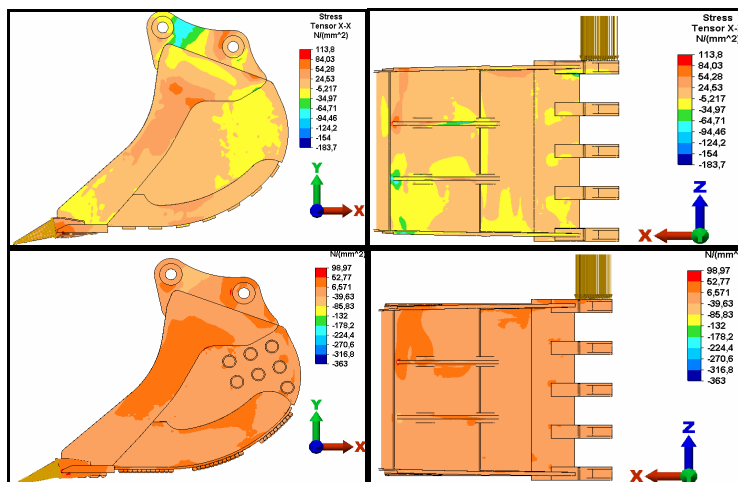 Stress
Tensor X-X
N/(mm^2)
113,8
84,03
54,28
24,53
-5,217
-34,97
-64,71
-94,46
-124,2
-154
-183,7
Y
X
Stress
Tensor X-
N/(mm^2)
113,8
84,03
54,28
24,53
-5,217
-34,97
-64,71
-94,46
-124,2
-154
-183,7
Z
X
Y
N/(mm^2)
98,97
52,77
6,571
-39,63
-85,83
-132
-178,2
-224,4
-270,6
-316,8
-363
Y
X
N/(mm^2)
98,97
52,77
6,571
-39,63
-85,83
-132
-178,2
-224,4
-270,6
-316,8
-363
Z
X
Y